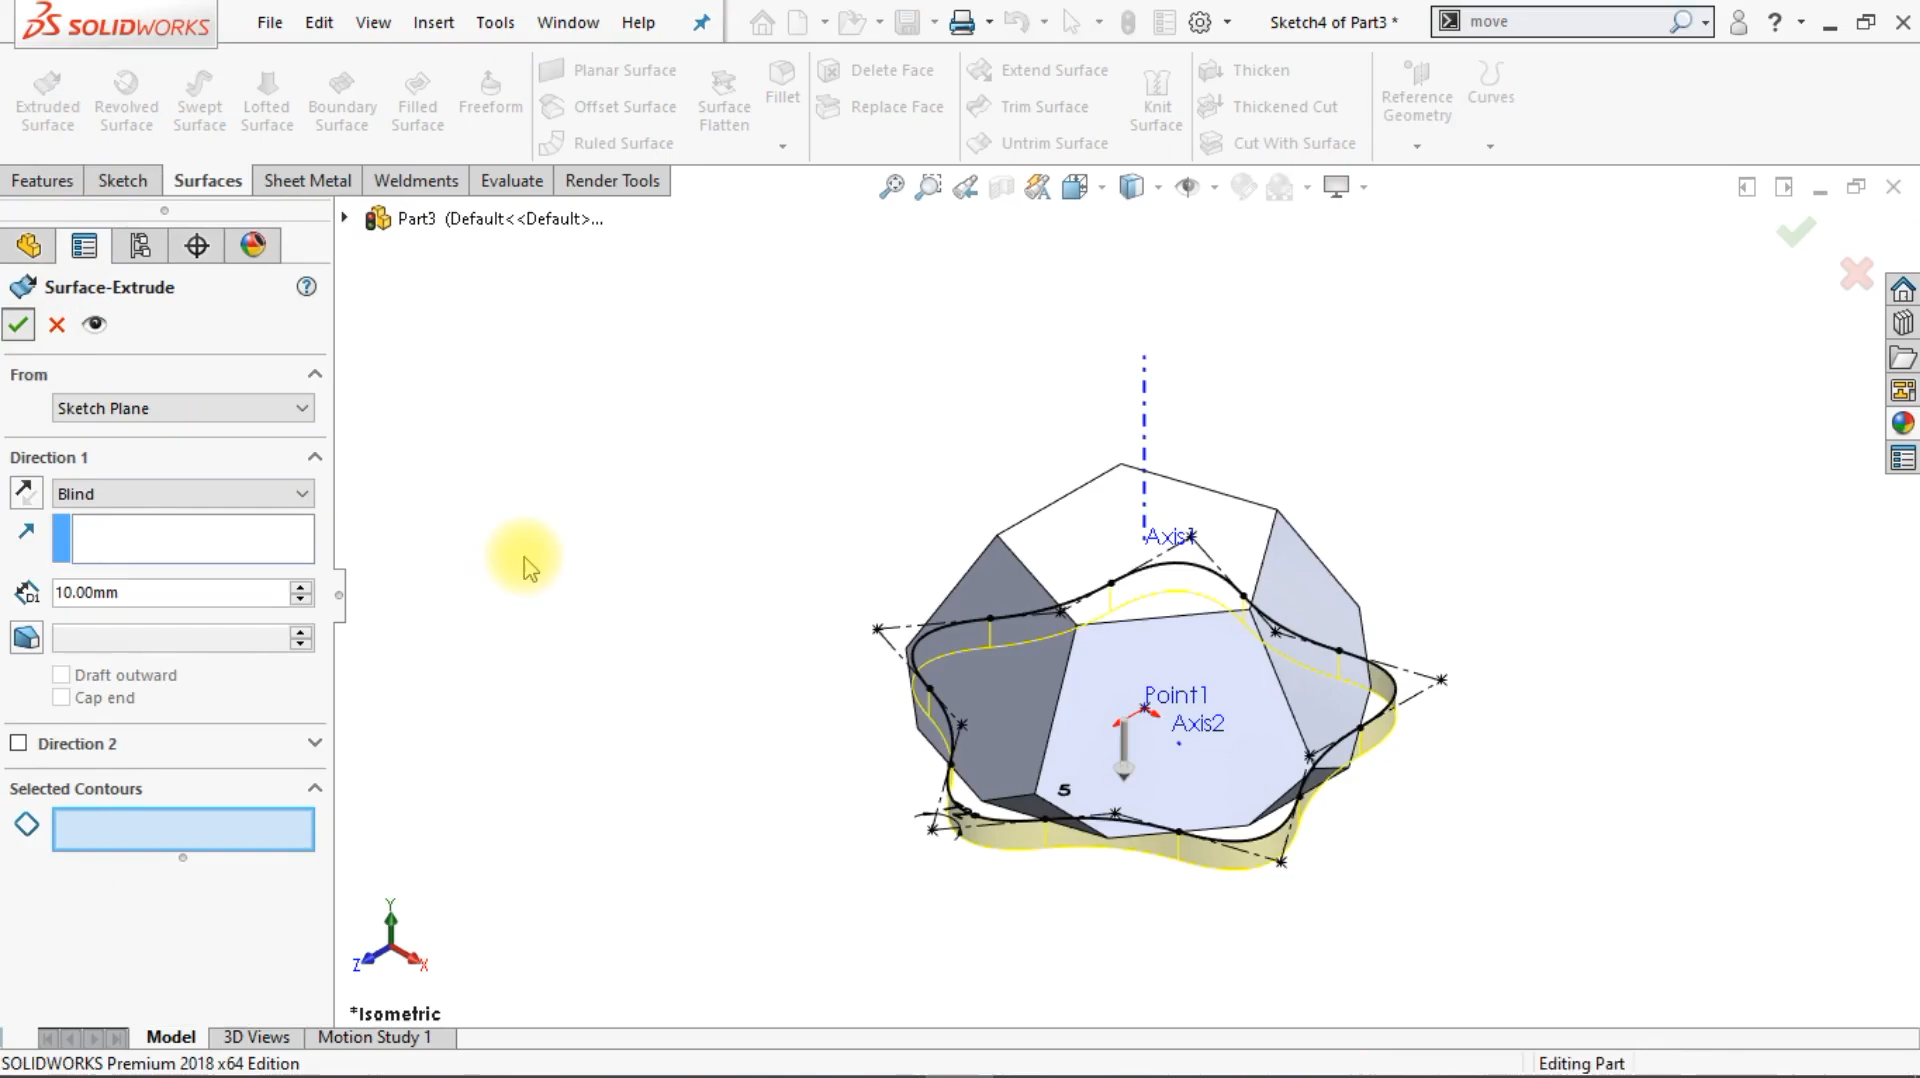 SOLIDWORKS File Edit View Insert Tools Window Help Sketch4 of Part3 * move ?
Extruded Surface
Revolved Surface
Swept Surface
Lofted Surface
Boundary Surface
Filled Surface
Freeform
Planar Surface
Offset Surface
Ruled Surface
Surface Flatten
Fillet
Delete Face
Replace Face
Extend Surface
Trim Surface
Untrim Surface
Knit Surface
Thicken
Thickened Cut
Cut With Surface
Reference Geometry
Curves
Features Sketch Surfaces Sheet Metal Weldments Evaluate Render Tools
Part3 (Default<<Default>...
Surface-Extrude
From
Sketch Plane
Direction 1
Blind
D1 10.00mm
Draft outward
Cap end
Direction 2
Selected Contours
Axis1
Point1
Axis2
5
Y
Z X
*Isometric
Model 3D Views Motion Study 1
SOLIDWORKS Premium 2018 x64 Edition Editing Part